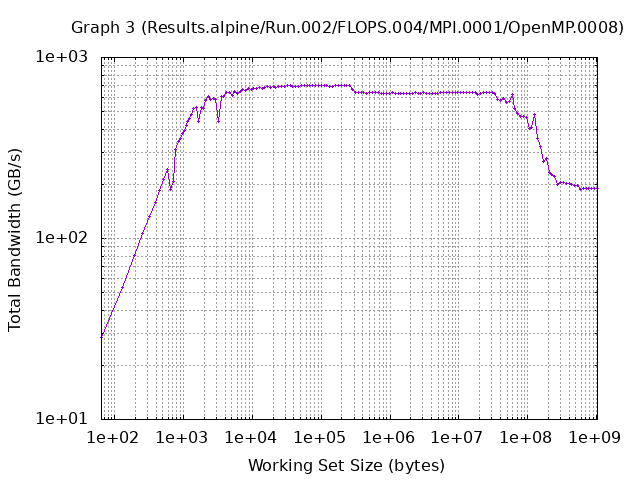 Graph 3 (Results.alpine/Run.002/FLOPS.004/MPI.0001/OpenMP.0008)
1e+03
1e+02
1e+01
Total Bandwidth (GB/s)
1e+02 1e+03 1e+04 1e+05 1e+06 1e+07 1e+08 1e+09
Working Set Size (bytes)